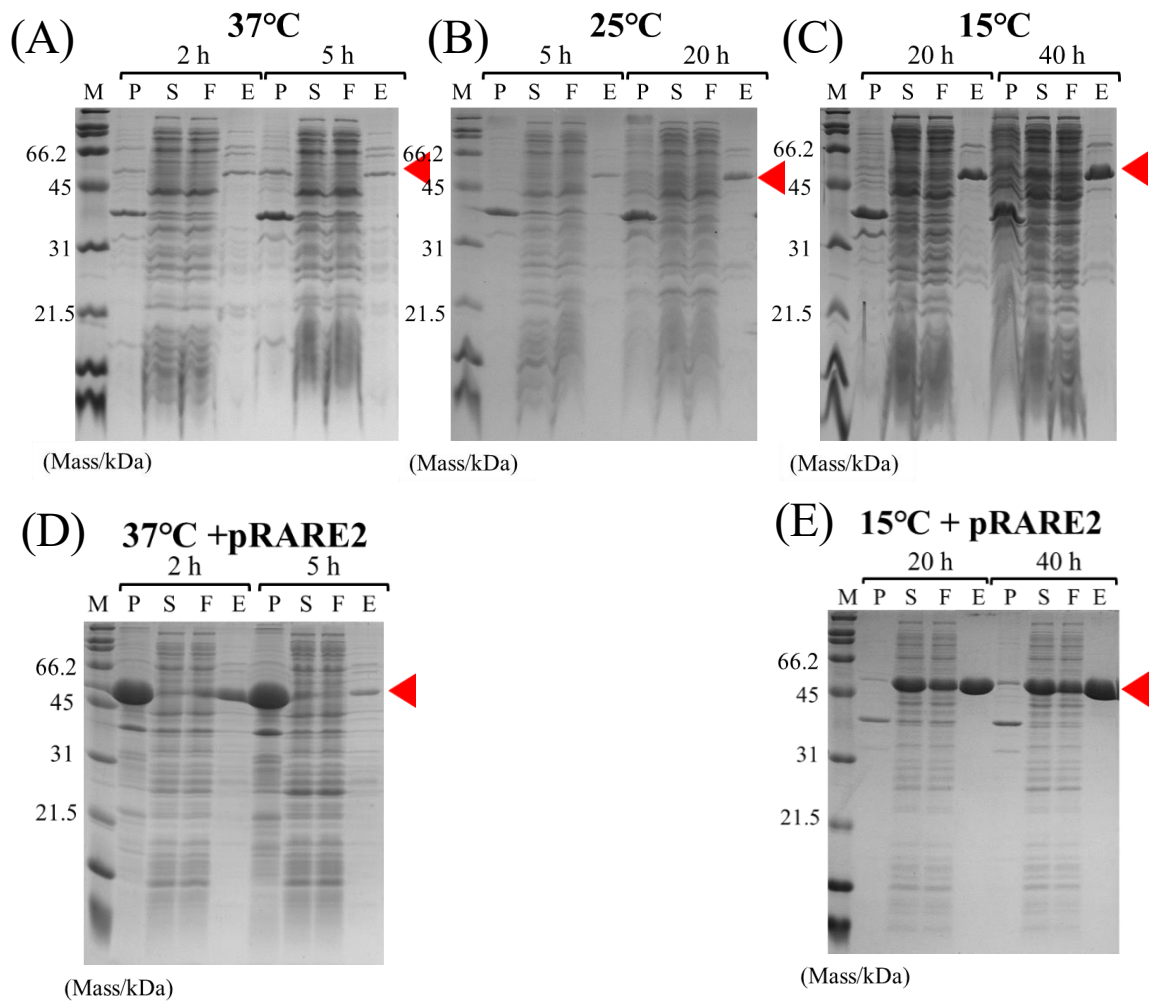 (A) 37°C
2 h 5 h
M P S F E P S F E
66.2
45
31
21.5
(Mass/kDa)
(B) 25°C
5 h 20 h
M P S F E P S F E
66.2
45
31
21.5
(Mass/kDa)
(C) 15°C
20 h 40 h
M P S F E P S F E
66.2
45
31
21.5
(Mass/kDa)
(D) 37°C +pRARE2
2 h 5 h
M P S F E P S F E
66.2
45
31
21.5
(Mass/kDa)
(E) 15°C + pRARE2
20 h 40 h
M P S F E P S F E
66.2
45
31
21.5
(Mass/kDa)